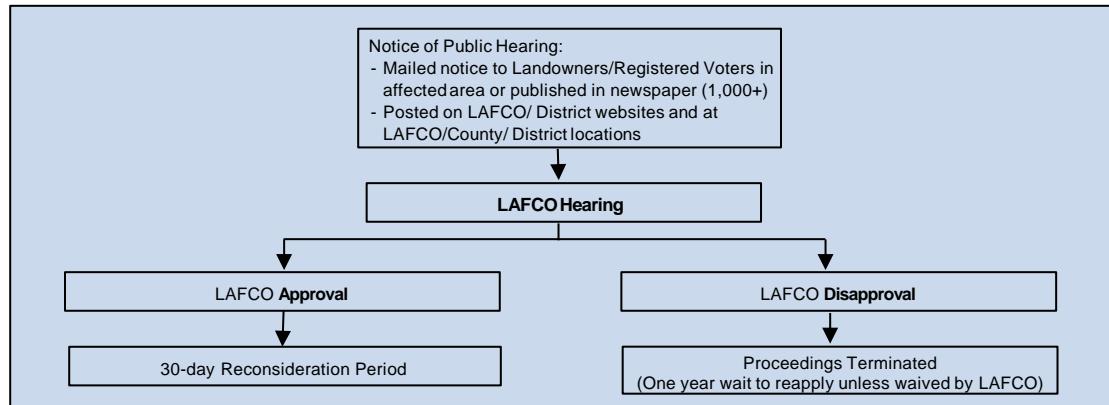 Notice of Public Hearing:
- Mailed notice to Landowners/Registered Voters in
affected area or published in newspaper (1,000+)
- Posted on LAFCO/ District websites and at
LAFCO/County/ District locations
LAFCO Hearing
LAFCO Approval
LAFCO Disapproval
30-day Reconsideration Period
Proceedings Terminated
(One year wait to reapply unless waived by LAFCO)